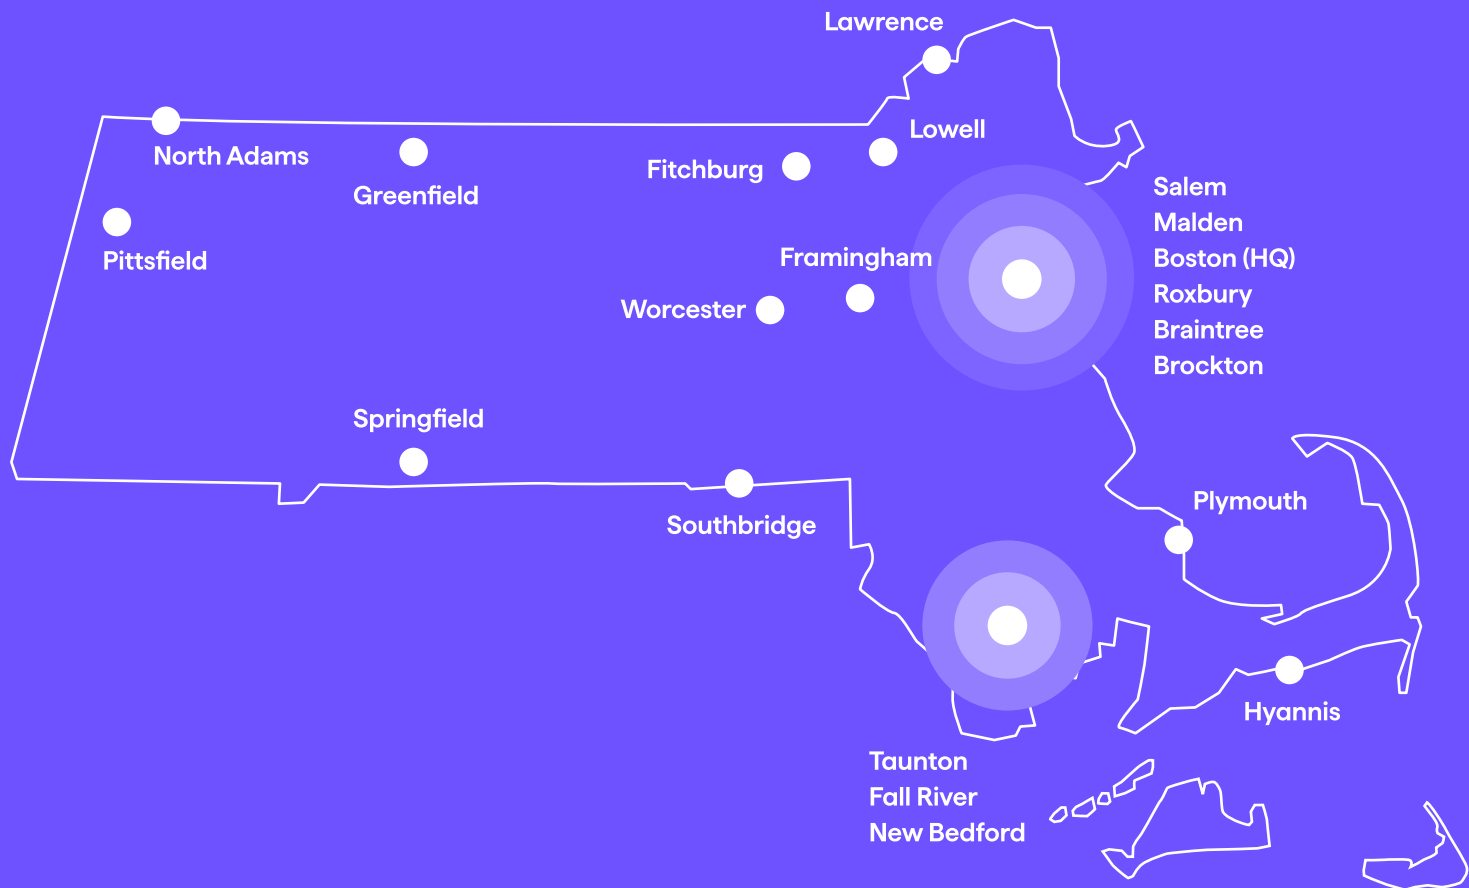 Lawrence
Lowell
North Adams
Fitchburg
Greenfield
Salem
Malden
Boston (HQ)
Roxbury
Braintree
Brockton
Pittsfield
Framingham
Worcester
Springfield
Plymouth
Southbridge
Hyannis
Taunton
Fall River
New Bedford